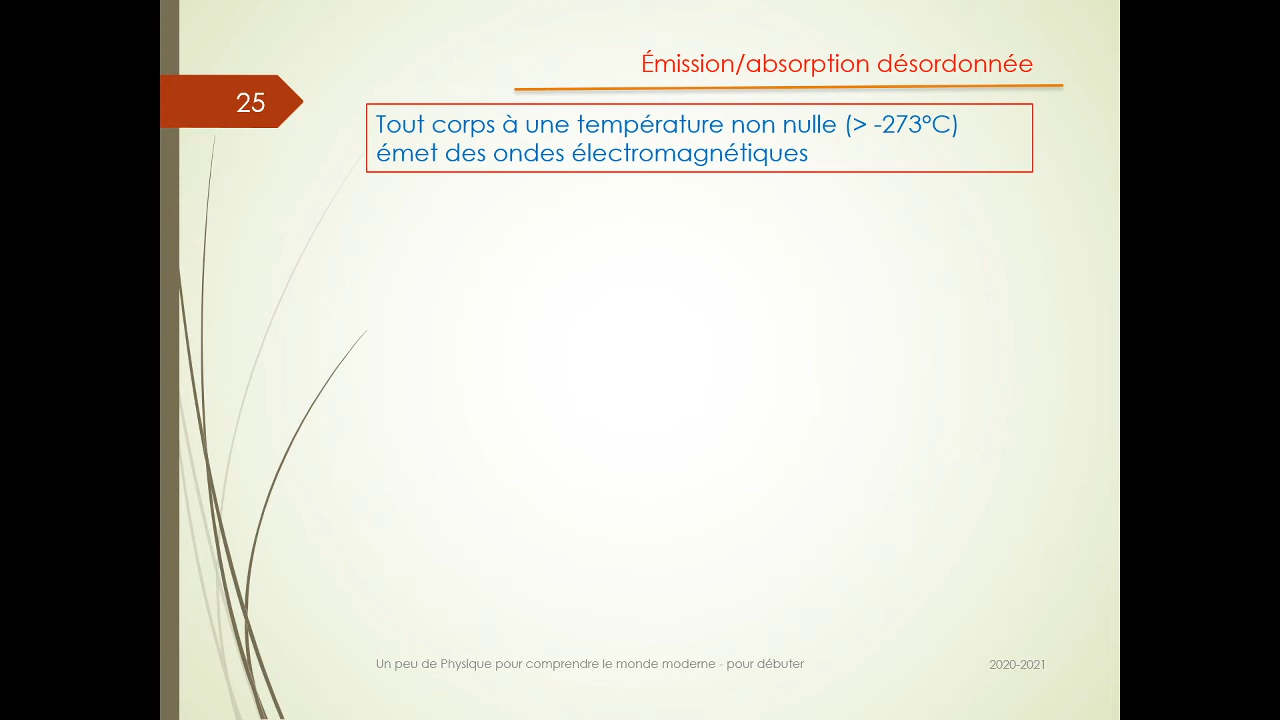 Émission/absorption désordonnée
25
Tout corps à une température non nulle (> -273°C)
émet des ondes électromagnétiques
Un peu de Physique pour comprendre le monde moderne - pour débuter
2020-2021